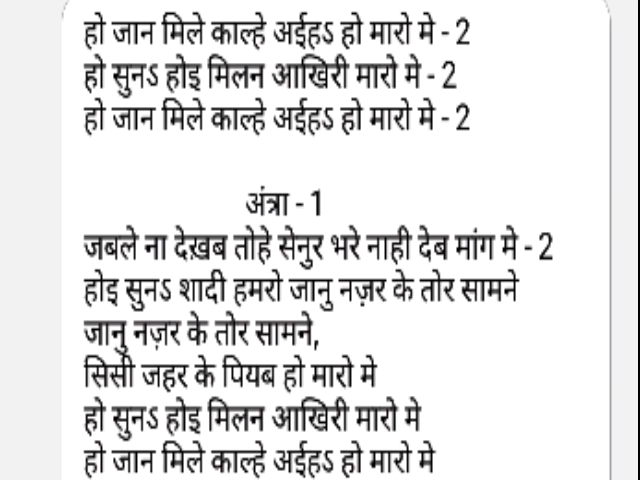 हो जान मिले काल्हे अईहऽ हो मारो मे - 2
हो सुनऽ होइ मिलन आखिरी मारो मे - 2
हो जान मिले काल्हे अईहऽ हो मारो मे - 2
अंत्रा - 1
जबले ना देख़ब तोहे सेनुर भरे नाही देब मांग मे - 2
होइ सुनऽ शादी हमरो जानु नज़र के तोर सामने
जानु नज़र के तोर सामने,
सिसी जहर के पियब हो मारो मे
हो सुनऽ होइ मिलन आखिरी मारो मे
हो जान मिले काल्हे अईहऽ हो मारो मे